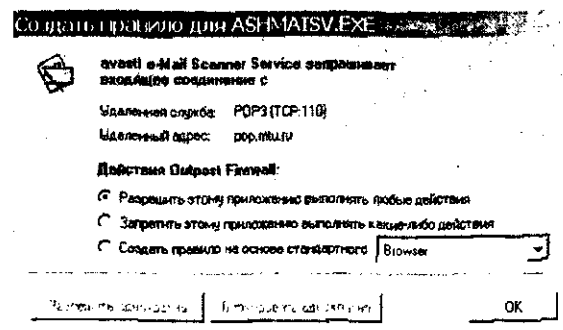 Создать правило для ASHMAISV.EXE
avast! e-Mail Scanner Service запрашивает
входящее соединение с
Удаленная служба: POP3 (TCP:110)
Удаленный адрес: pop.mtu.ru
Действия Outpost Firewall:
Разрешить этому приложению выполнять любые действия
Запретить этому приложению выполнять какие-либо действия
Создать правило на основе стандартного Browser
OK